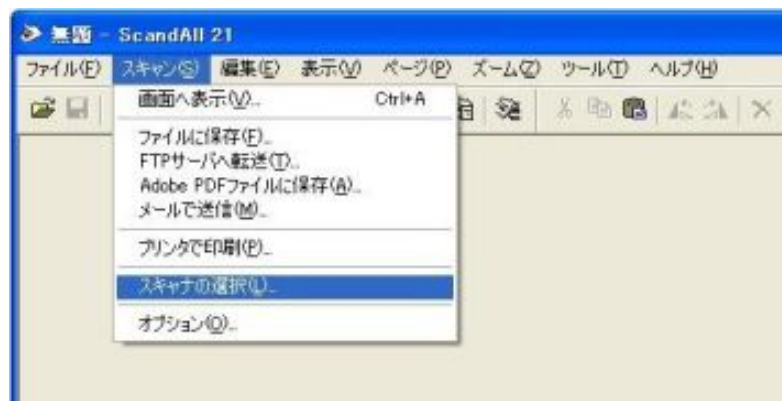 無題 - ScandAll 21
ファイル(F) スキャン(S) 編集(E) 表示(V) ページ(P) ズーム(Z) ツール(T) ヘルプ(H)
画面へ表示(V)... Ctrl+A
ファイルに保存(F)...
FTPサーバへ転送(T)...
Adobe PDFファイルに保存(A)...
メールで送信(M)...
プリンタで印刷(P)...
スキャナの選択(L)...
オプション(O)...